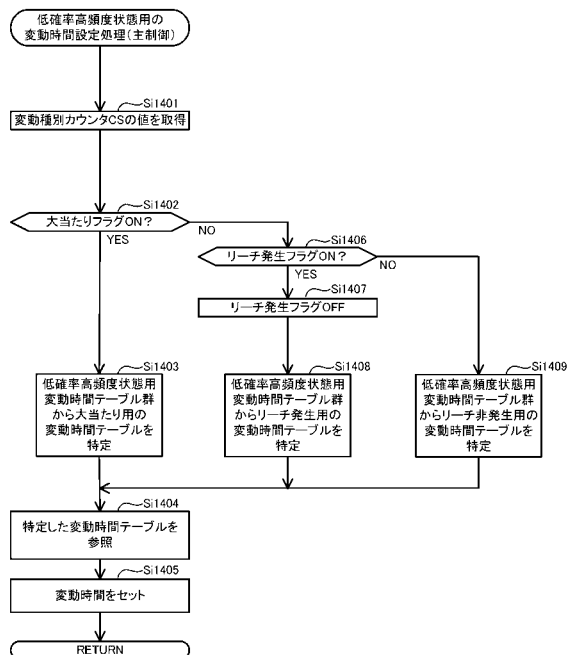 低確率高頻度状態用の
変動時間設定処理(主制御)
Si1401
変動種別カウンタCSの値を取得
Si1402
大当たりフラグON?
NO
YES
Si1406
リーチ発生フラグON?
NO
YES
Si1407
リーチ発生フラグOFF
Si1403
低確率高頻度状態用
変動時間テーブル群
から大当たり用の
変動時間テーブルを
特定
Si1408
低確率高頻度状態用
変動時間テーブル群
からリーチ発生用の
変動時間テーブルを
特定
Si1409
低確率高頻度状態用
変動時間テーブル群
からリーチ非発生用の
変動時間テーブルを
特定
Si1404
特定した変動時間テーブルを
参照
Si1405
変動時間をセット
RETURN